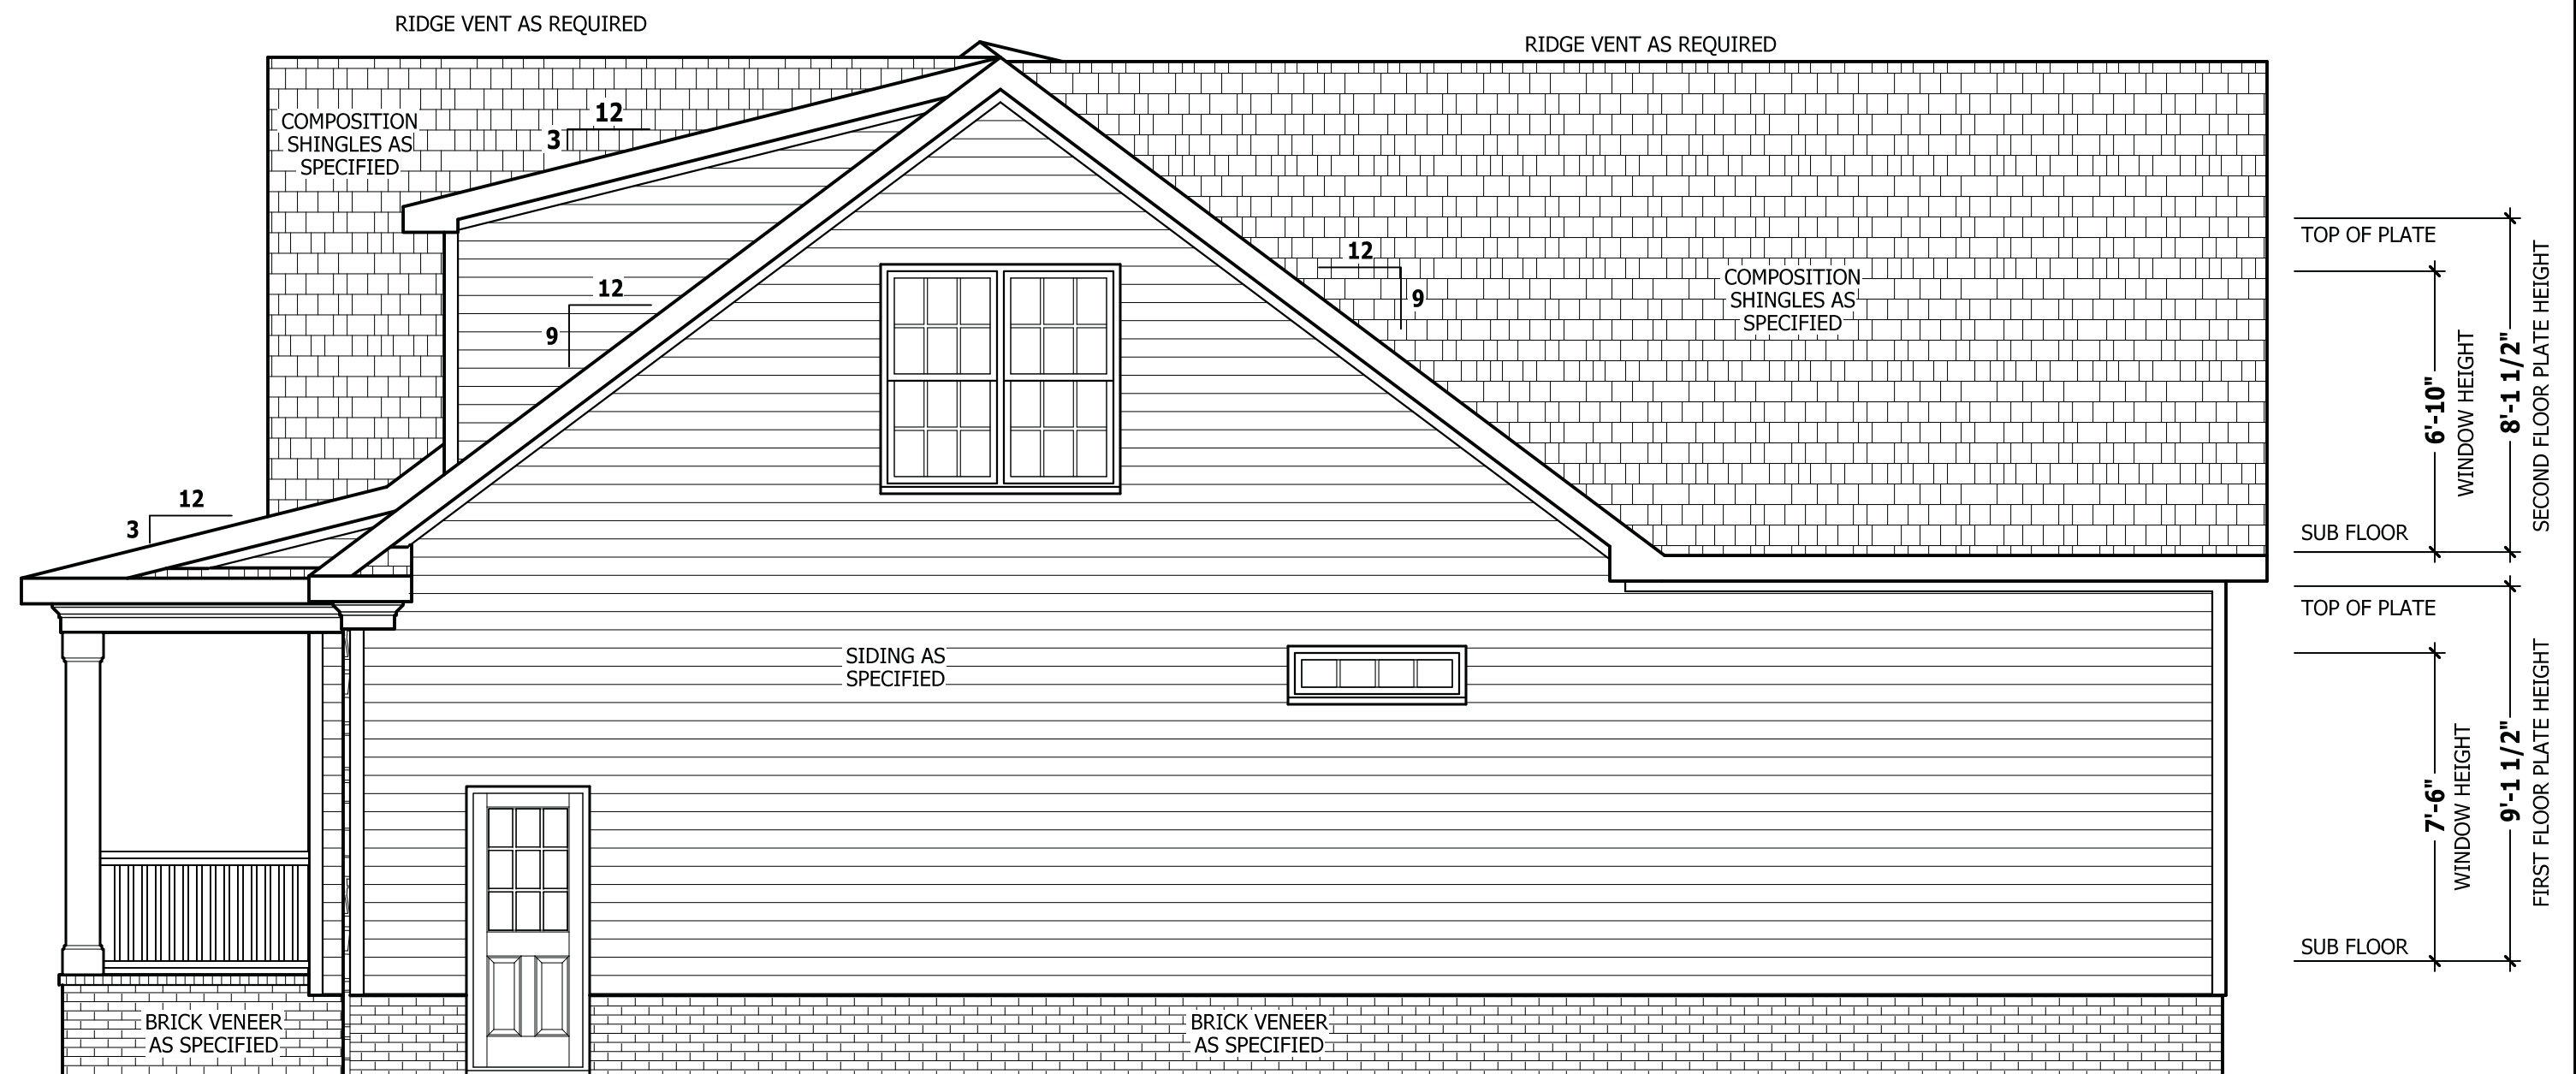 RIDGE VENT AS REQUIRED
RIDGE VENT AS REQUIRED
COMPOSITION
SHINGLES AS
SPECIFIED
12
3
12
9
12
9
COMPOSITION
SHINGLES AS
SPECIFIED
12
3
SIDING AS
SPECIFIED
BRICK VENEER
AS SPECIFIED
BRICK VENEER
AS SPECIFIED
TOP OF PLATE
6'-10"
WINDOW HEIGHT
8'-1 1/2"
SECOND FLOOR PLATE HEIGHT
SUB FLOOR
TOP OF PLATE
7'-6"
WINDOW HEIGHT
9'-1 1/2"
FIRST FLOOR PLATE HEIGHT
SUB FLOOR